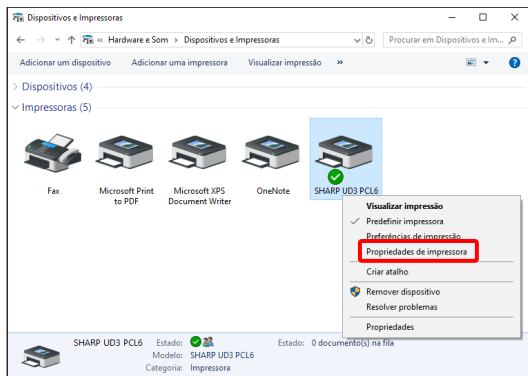 Dispositivos e Impressoras
« Hardware e Som > Dispositivos e Impressoras
Procurar em Dispositivos e Im...
Adicionar um dispositivo Adicionar uma impressora Visualizar impressão »
Dispositivos (4)
Impressoras (5)
Fax
Microsoft Print to PDF
Microsoft XPS Document Writer
OneNote
SHARP UD3 PCL6
Visualizar impressão
Predefinir impressora
Preferências de impressão
Propriedades de impressora
Criar atalho
Remover dispositivo
Resolver problemas
Propriedades
SHARP UD3 PCL6 Estado: Estado: 0 documento(s) na fila
Modelo: SHARP UD3 PCL6
Categoria: Impressora